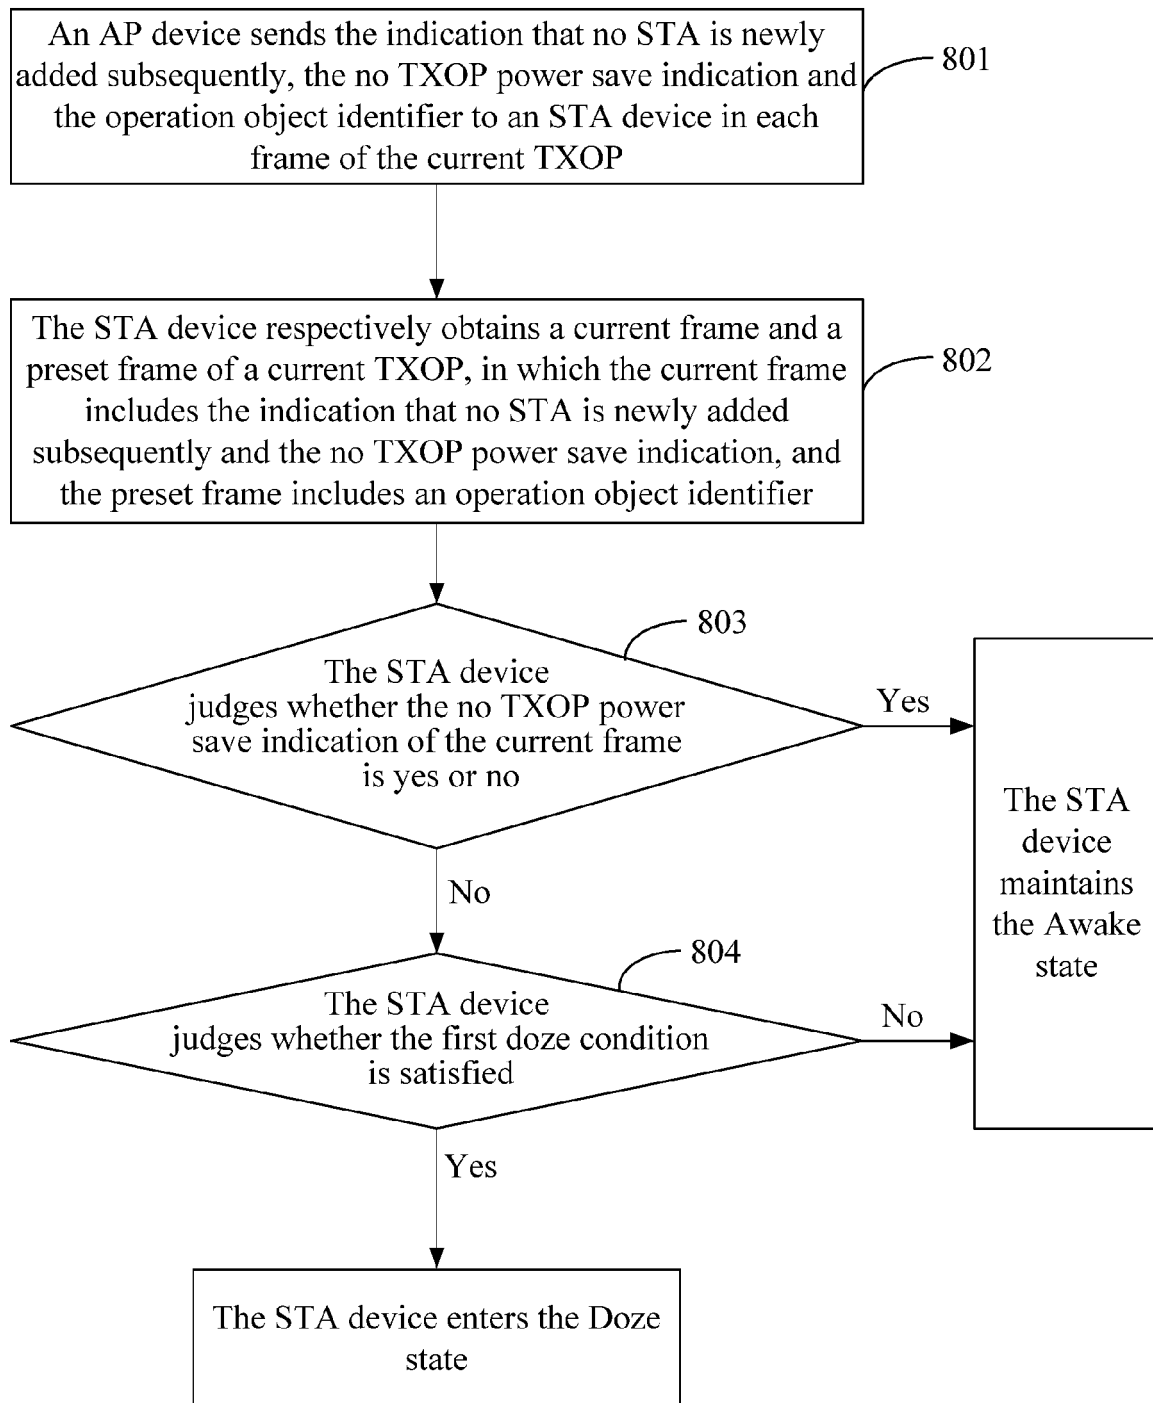 An AP device sends the indication that no STA is newly
added subsequently, the no TXOP power save indication and
the operation object identifier to an STA device in each
frame of the current TXOP
801
The STA device respectively obtains a current frame and a
preset frame of a current TXOP, in which the current frame
includes the indication that no STA is newly added
subsequently and the no TXOP power save indication, and
the preset frame includes an operation object identifier
802
The STA device
judges whether the no TXOP power
save indication of the current frame
is yes or no
803
Yes
No
The STA
device
maintains
the Awake
state
The STA device
judges whether the first doze condition
is satisfied
804
No
Yes
The STA device enters the Doze
state